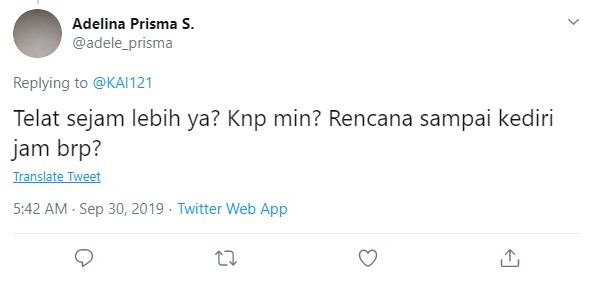 Adelina Prisma S.
@adele_prisma
Replying to @KAI121
Telat sejam lebih ya? Knp min? Rencana sampai kediri
jam brp?
Translate Tweet
5:42 AM · Sep 30, 2019 · Twitter Web App